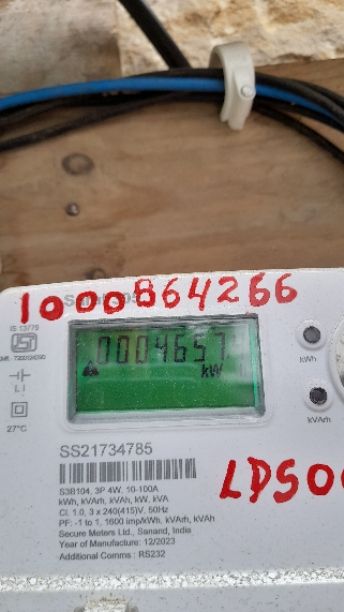 1000864266
IS 13779
0004657
kW
kWh
L I
kVArh
27°C
SS21734785
S3B104, 3P 4W, 10-100A
kWh, kVArh, kVAh, kW, kVA
LDS00
Cl. 1.0, 3 x 240(415)V, 50Hz
PF: -1 to 1, 1600 imp/kWh, kVArh, kVAh
Secure Meters Ltd., Sanand, India
Year of Manufacture: 12/2023
Additional Comms : RS232